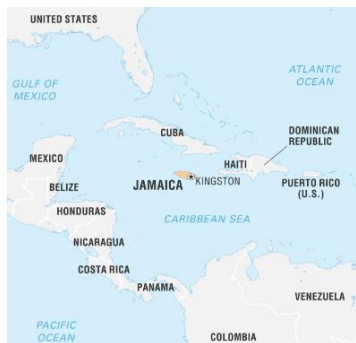 UNITED STATES
GULF OF
MEXICO
ATLANTIC
OCEAN
CUBA
DOMINICAN
REPUBLIC
MEXICO
HAITI
BELIZE
JAMAICA
KINGSTON
PUERTO RICO
(U.S.)
HONDURAS
CARIBBEAN SEA
NICARAGUA
COSTA RICA
PANAMA
VENEZUELA
PACIFIC
OCEAN
COLOMBIA